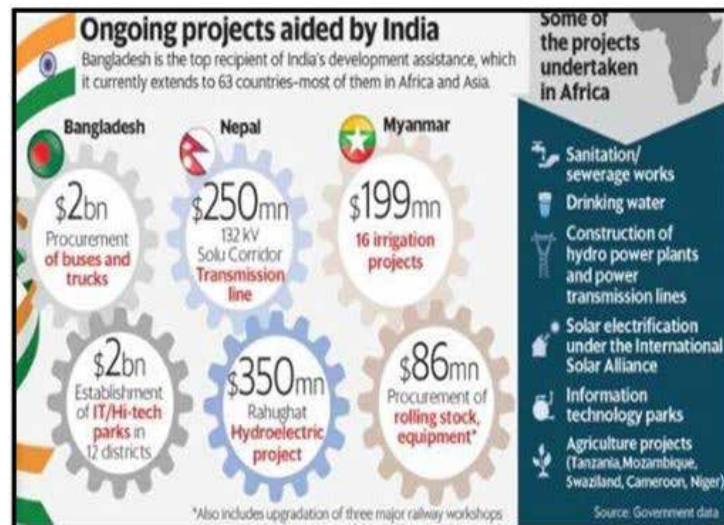 Ongoing projects aided by India
Bangladesh is the top recipient of India's development assistance, which
it currently extends to 63 countries–most of them in Africa and Asia.
Bangladesh
$2bn
Procurement
of buses and
trucks
$2bn
Establishment
of IT/Hi-tech
parks in
12 districts
Nepal
$250mn
132 kV
Solu Corridor
Transmission
line
$350mn
Rahughat
Hydroelectric
project
Myanmar
$199mn
16 irrigation
projects
$86mn
Procurement of
rolling stock,
equipment*
*Also includes upgradation of three major railway workshops
Some of
the projects
undertaken
in Africa
Sanitation/
sewerage works
Drinking water
Construction of
hydro power plants
and power
transmission lines
Solar electrification
under the International
Solar Alliance
Information
technology parks
Agriculture projects
(Tanzania,Mozambique,
Swaziland, Cameroon, Niger)
Source: Government data